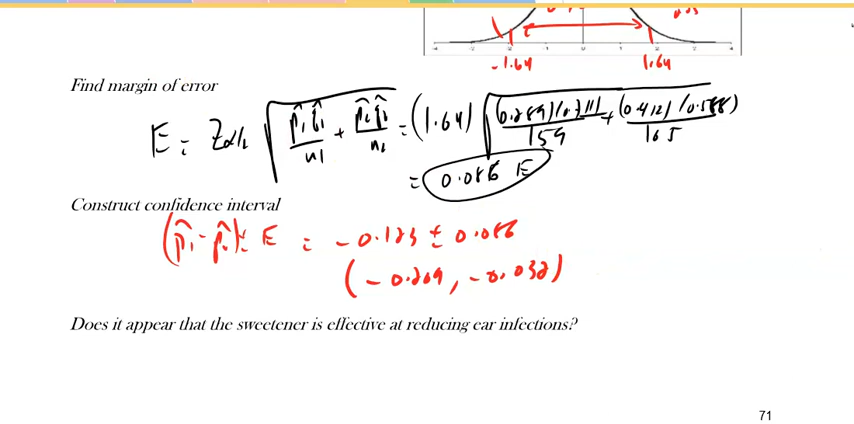 -1.64 1.64
Find margin of error
E = Zα/2 √(p̂₁q̂₁/n₁ + p̂₂q̂₂/n₂) = (1.64) √((0.289)(0.711)/159 + (0.412)(0.588)/165)
= 0.086 E
Construct confidence interval
(p̂₁ - p̂₂) ± E = -0.123 ± 0.086
(-0.209, -0.032)
Does it appear that the sweetener is effective at reducing ear infections?
71